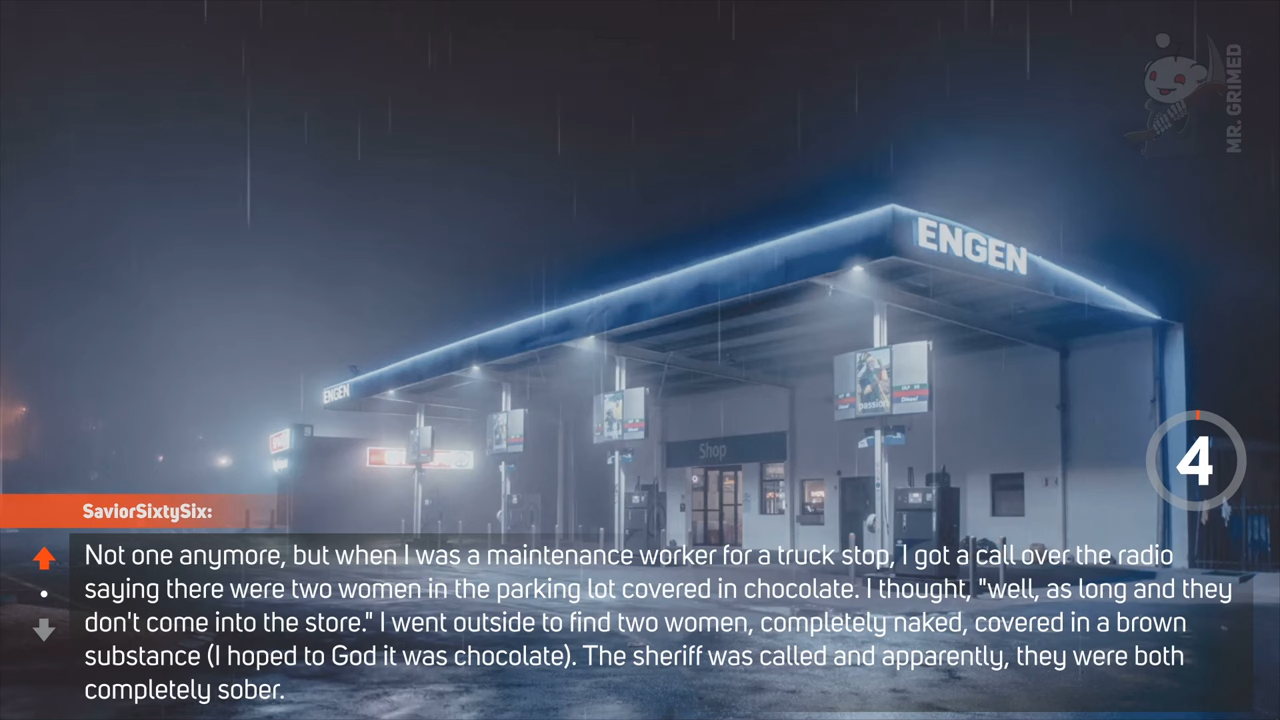 MR. GRIMED
ENGEN
ENGEN
passion
Shop
4
SaviorSixtySix:
Not one anymore, but when I was a maintenance worker for a truck stop, I got a call over the radio
saying there were two women in the parking lot covered in chocolate. I thought, "well, as long and they
don't come into the store." I went outside to find two women, completely naked, covered in a brown
substance (I hoped to God it was chocolate). The sheriff was called and apparently, they were both
completely sober.